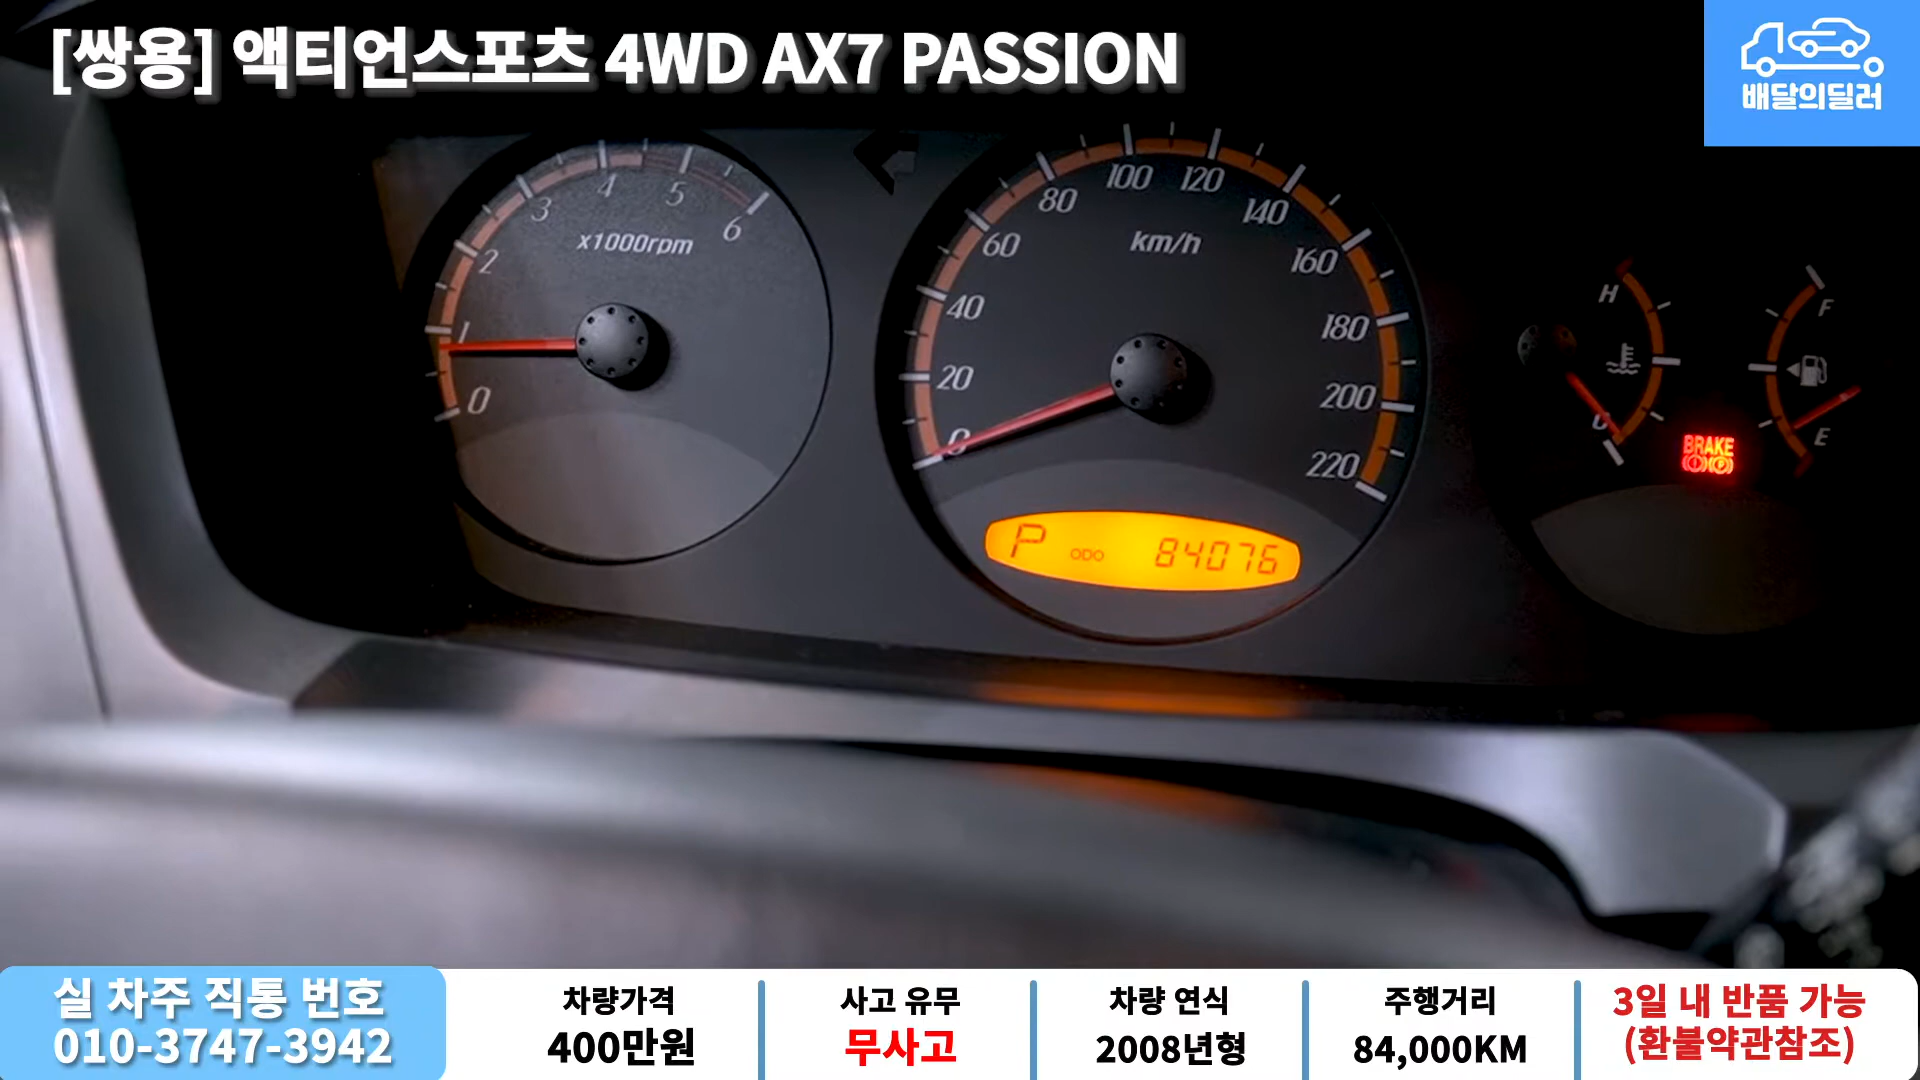 [쌍용] 액티언스포츠 4WD AX7 PASSION
배달의딜러
0 1 2 3 4 5 6
x1000rpm
0 20 40 60 80 100 120 140 160 180 200 220
km/h
P ODO 84076
H
C
F
E
BRAKE
실 차주 직통 번호
010-3747-3942
차량가격
400만원
사고 유무
무사고
차량 연식
2008년형
주행거리
84,000KM
3일 내 반품 가능
(환불약관참조)